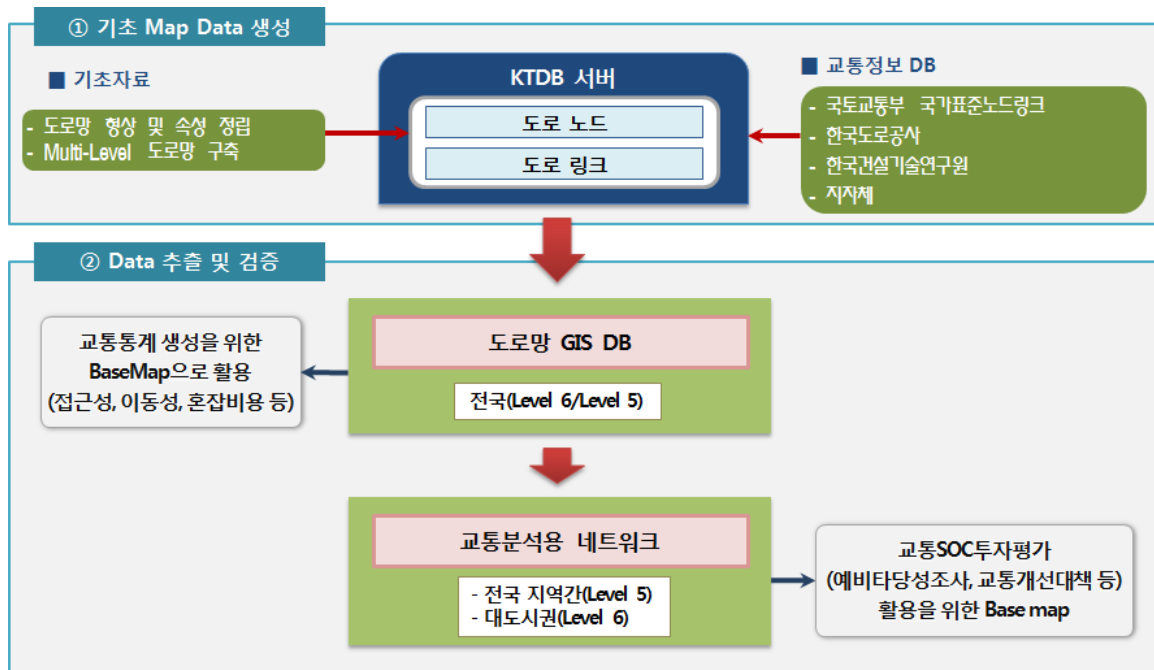 ① 기초 Map Data 생성
■ 기초자료
- 도로망 형상 및 속성 정립
- Multi-Level 도로망 구축
KTDB 서버
도로 노드
도로 링크
■ 교통정보 DB
- 국토교통부 국가표준노드링크
- 한국도로공사
- 한국건설기술연구원
- 지자체
② Data 추출 및 검증
도로망 GIS DB
전국(Level 6/Level 5)
교통통계 생성을 위한
BaseMap으로 활용
(접근성, 이동성, 혼잡비용 등)
교통분석용 네트워크
- 전국 지역간(Level 5)
- 대도시권(Level 6)
교통SOC투자평가
(예비타당성조사, 교통개선대책 등)
활용을 위한 Base map